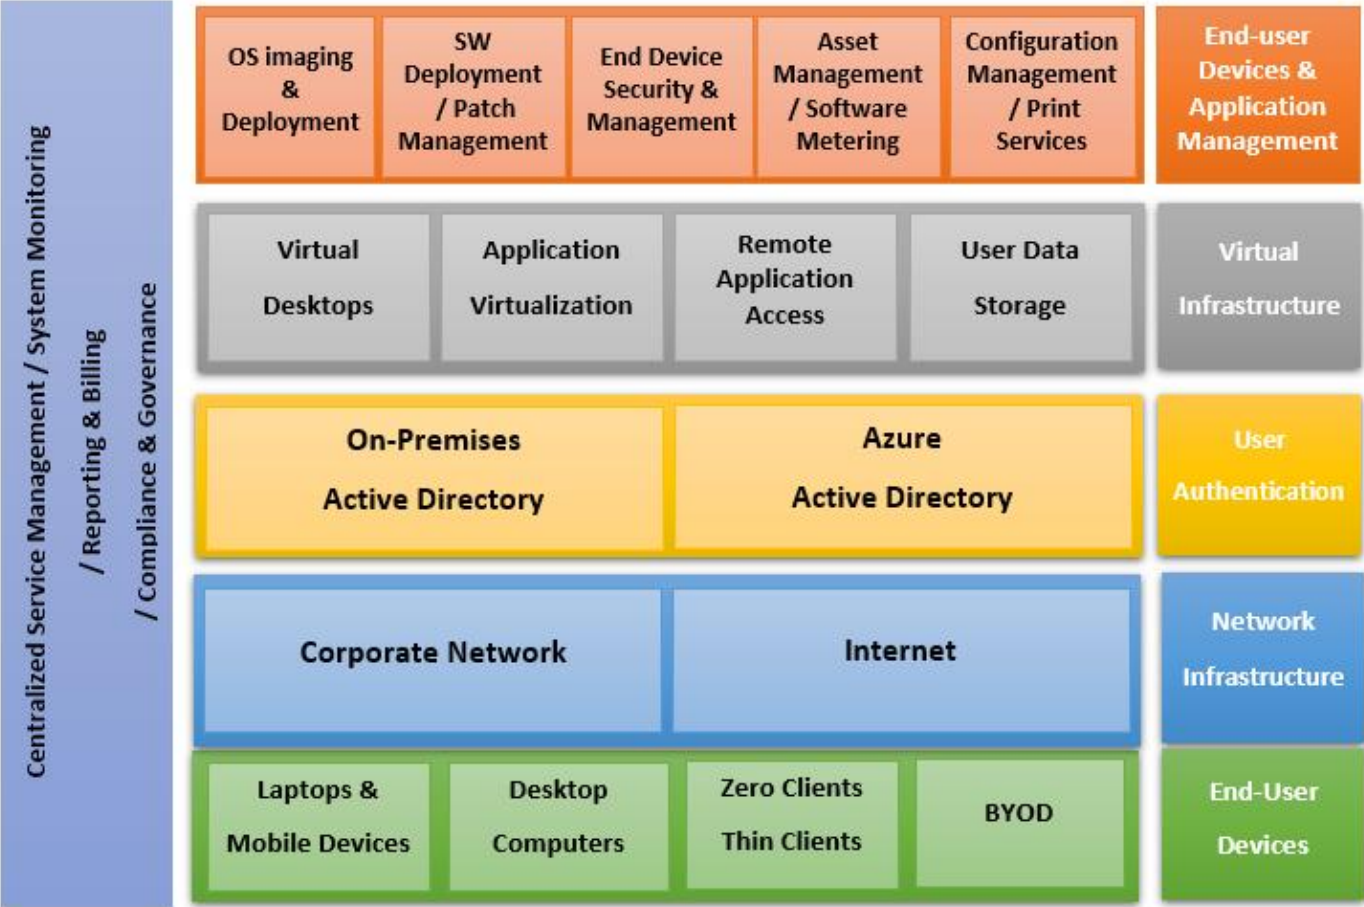 Centralized Service Management / System Monitoring
/ Reporting & Billing
/ Compliance & Governance
OS imaging
&
Deployment
SW
Deployment
/ Patch
Management
End Device
Security &
Management
Asset
Management
/ Software
Metering
Configuration
Management
/ Print
Services
End-user
Devices &
Application
Management
Virtual
Desktops
Application
Virtualization
Remote
Application
Access
User Data
Storage
Virtual
Infrastructure
On-Premises
Active Directory
Azure
Active Directory
User
Authentication
Corporate Network
Internet
Network
Infrastructure
Laptops &
Mobile Devices
Desktop
Computers
Zero Clients
Thin Clients
BYOD
End-User
Devices